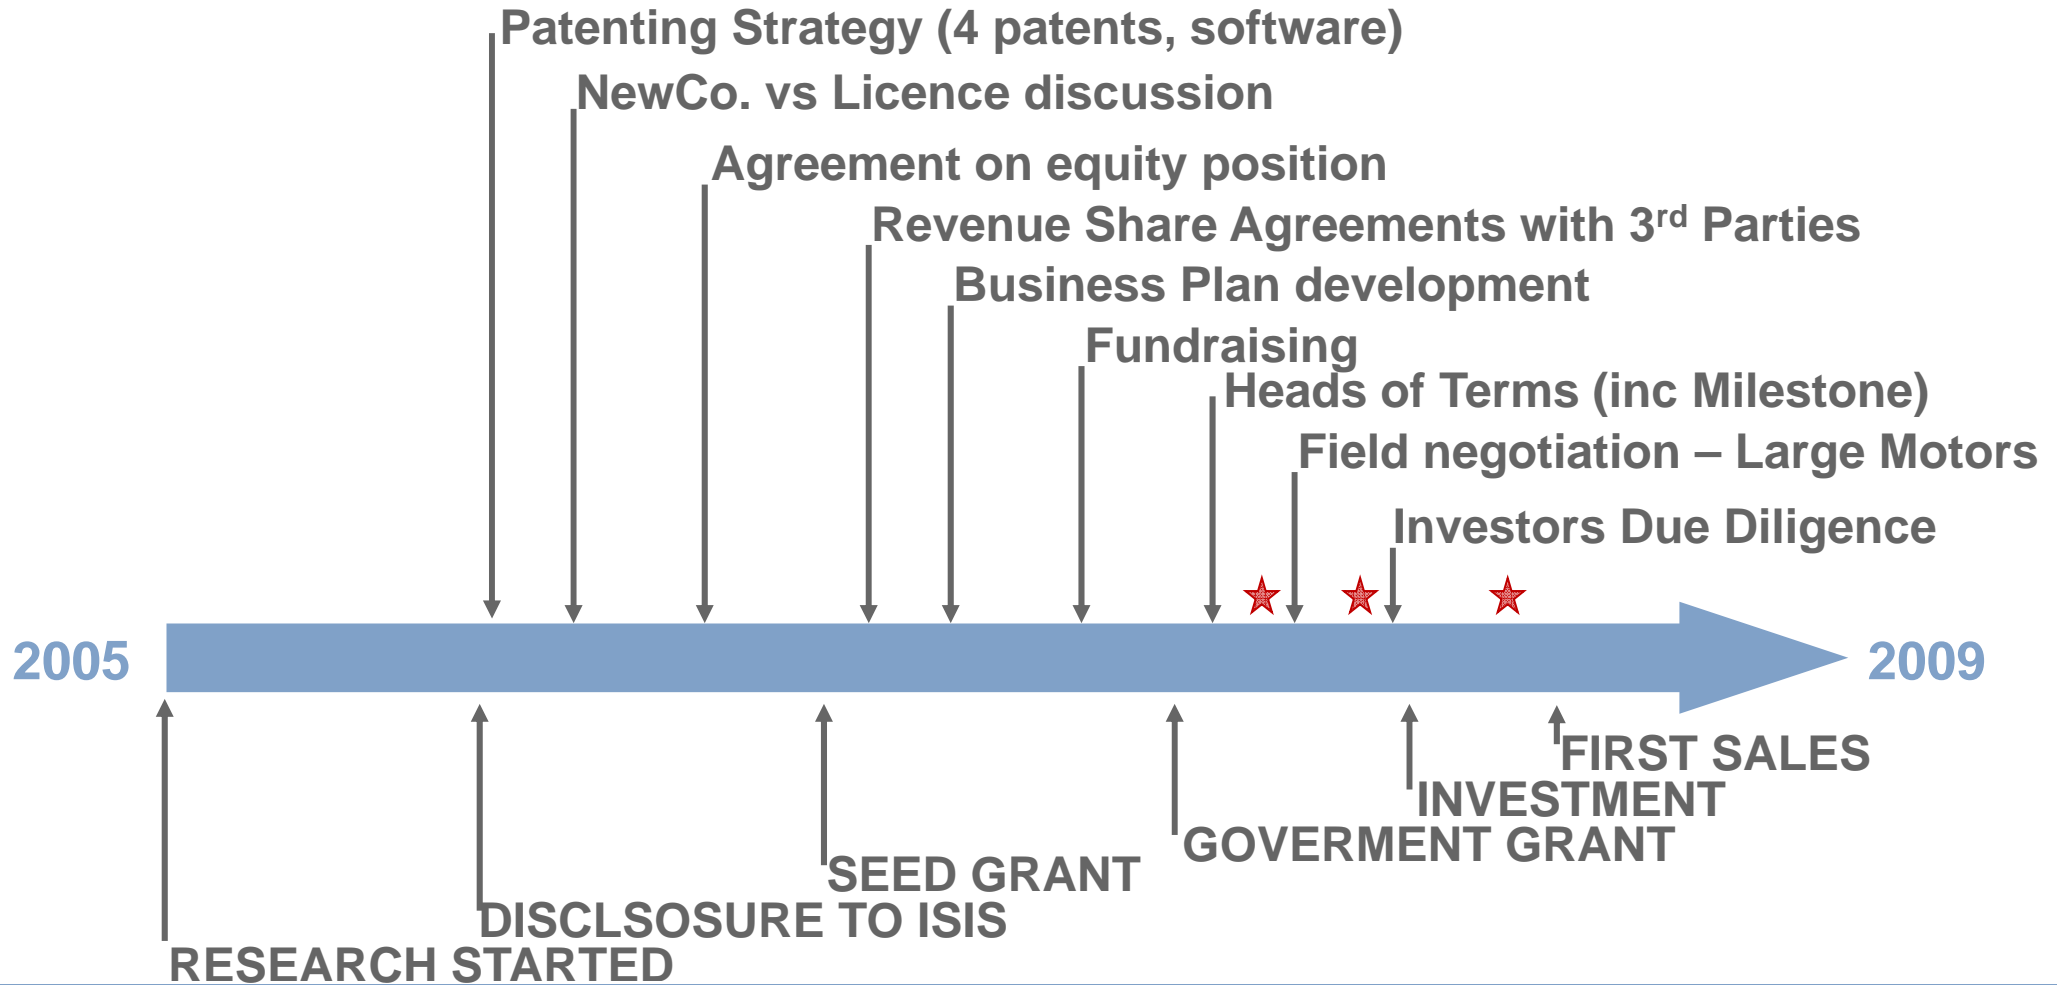 Patenting Strategy (4 patents, software)
NewCo. vs Licence discussion
Agreement on equity position
Revenue Share Agreements with 3rd Parties
Business Plan development
Fundraising
Heads of Terms (inc Milestone)
Field negotiation – Large Motors
Investors Due Diligence
2005
2009
FIRST SALES
INVESTMENT
GOVERMENT GRANT
SEED GRANT
DISCLSOSURE TO ISIS
RESEARCH STARTED